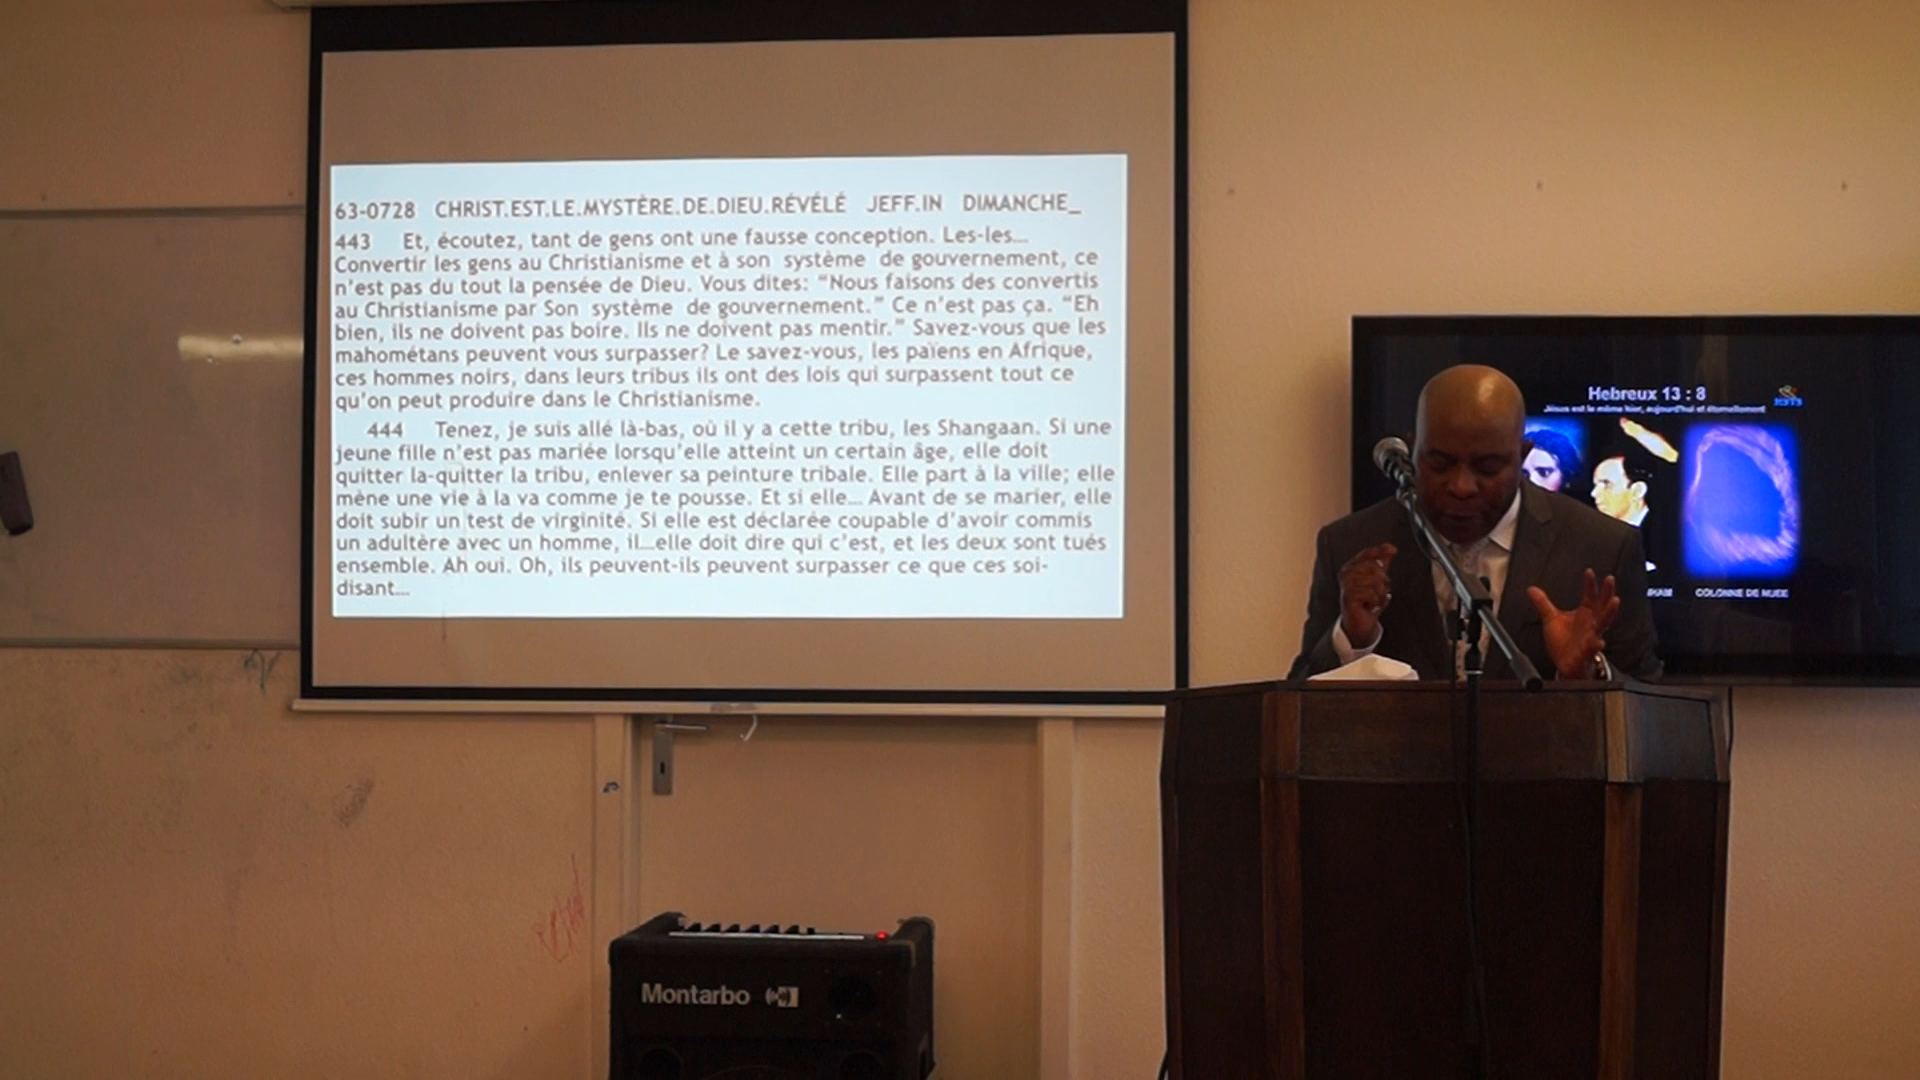 63-0728 CHRIST.EST.LE.MYSTÈRE.DE.DIEU.RÉVÉLÉ JEFF.IN DIMANCHE_
443 Et, écoutez, tant de gens ont une fausse conception. Les-les...
Convertir les gens au Christianisme et à son système de gouvernement, ce
n'est pas du tout la pensée de Dieu. Vous dites: "Nous faisons des convertis
au Christianisme par Son système de gouvernement." Ce n'est pas ça. "Eh
bien, ils ne doivent pas boire. Ils ne doivent pas mentir." Savez-vous que les
mahométans peuvent vous surpasser? Le savez-vous, les païens en Afrique,
ces hommes noirs, dans leurs tribus ils ont des lois qui surpassent tout ce
qu'on peut produire dans le Christianisme.
444 Tenez, je suis allé là-bas, où il y a cette tribu, les Shangaan. Si une
jeune fille n'est pas mariée lorsqu'elle atteint un certain âge, elle doit
quitter la-quitter la tribu, enlever sa peinture tribale. Elle part à la ville; elle
mène une vie à la va comme je te pousse. Et si elle... Avant de se marier, elle
doit subir un test de virginité. Si elle est déclarée coupable d'avoir commis
un adultère avec un homme, il...elle doit dire qui c'est, et les deux sont tués
ensemble. Ah oui. Oh, ils peuvent-ils peuvent surpasser ce que ces soi-
disant...
Hebreux 13 : 8
Jésus est le même hier, aujourd'hui et éternellement
COLONNE DE NUEE
Montarbo